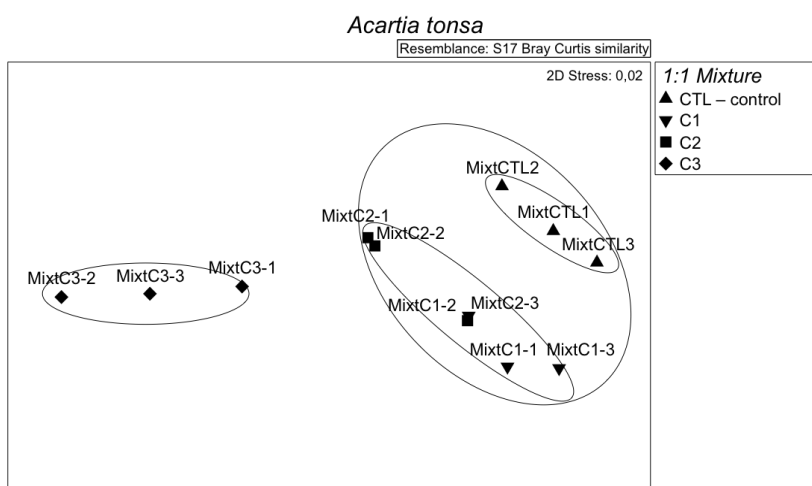 Acartia tonsa
Resemblance: S17 Bray Curtis similarity
2D Stress: 0,02
1:1 Mixture
CTL – control
C1
C2
C3
MixtCTL2
MixtCTL1
MixtCTL3
MixtC2-1
MixtC2-2
MixtC3-2
MixtC3-3
MixtC3-1
MixtC1-2
MixtC2-3
MixtC1-1
MixtC1-3